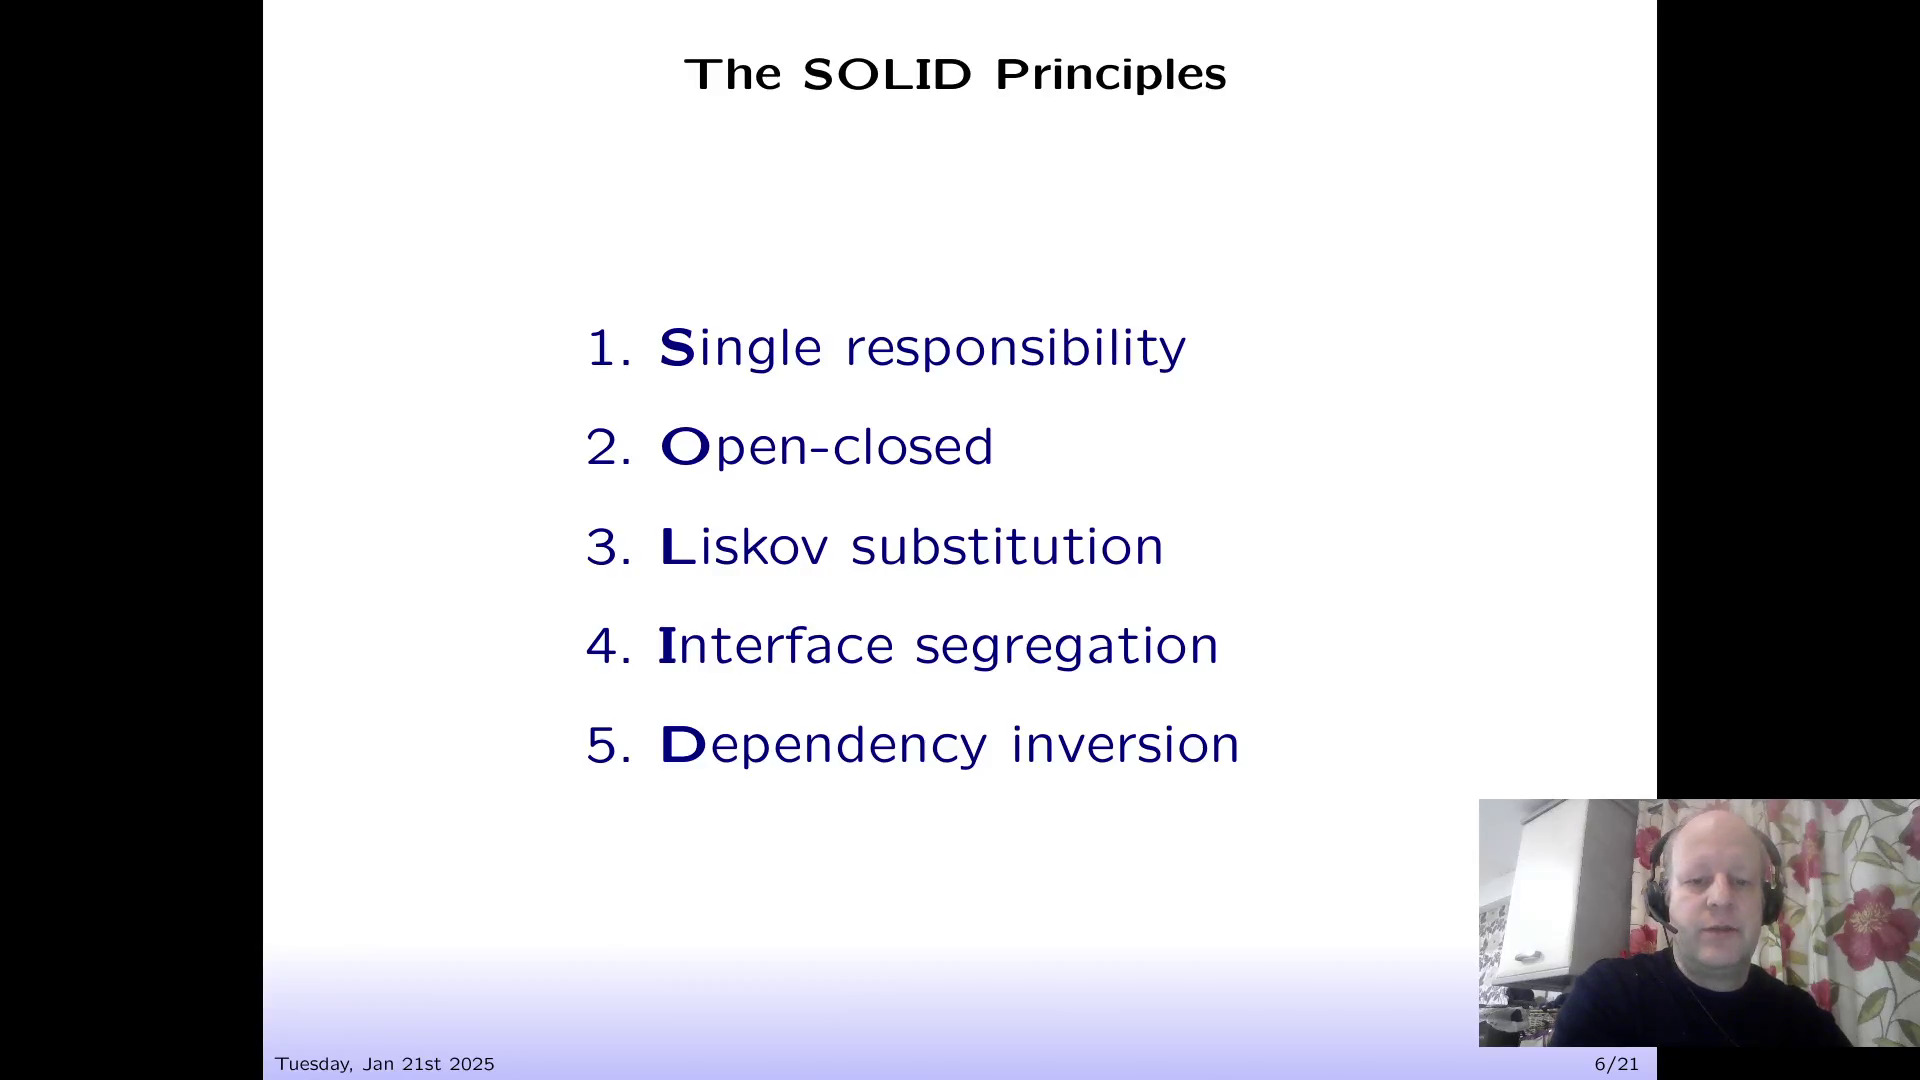 The SOLID Principles
1. Single responsibility
2. Open-closed
3. Liskov substitution
4. Interface segregation
5. Dependency inversion
Tuesday, Jan 21st 2025
6/21